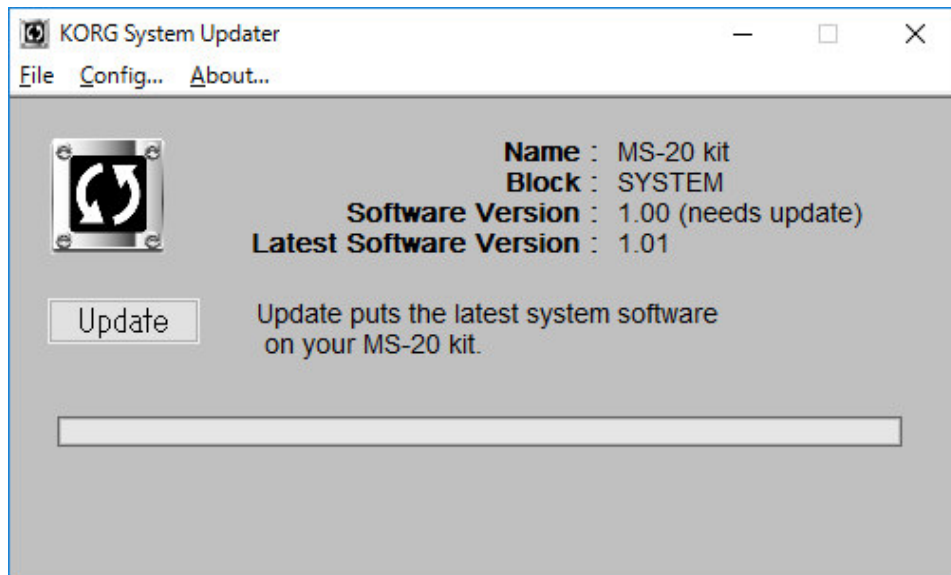 KORG System Updater
File Config... About...
Name : MS-20 kit
Block : SYSTEM
Software Version : 1.00 (needs update)
Latest Software Version : 1.01
Update
Update puts the latest system software
on your MS-20 kit.